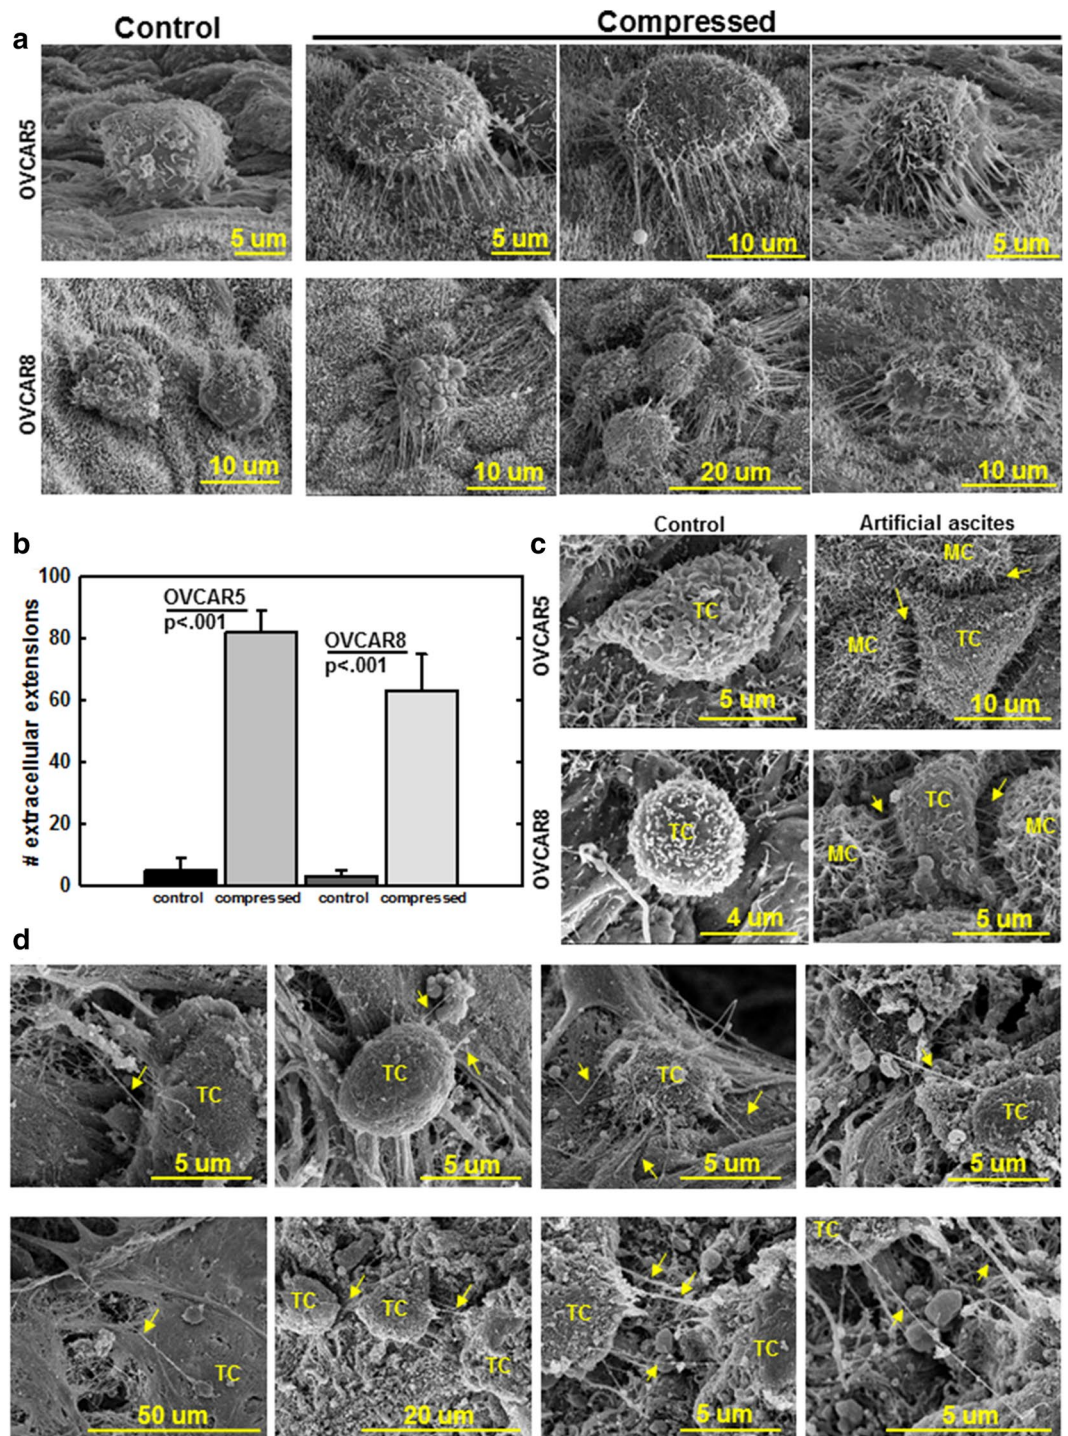 Control
Compressed
a
OVCAR5
5 um
5 um
10 um
5 um
OVCAR8
10 um
10 um
20 um
10 um
b
# extracellular extensions
100
80
60
40
20
0
OVCAR5
p<.001
OVCAR8
p<.001
control
compressed
control
compressed
c
Control
Artificial ascites
OVCAR5
TC
5 um
MC
MC
TC
10 um
OVCAR8
TC
4 um
TC
MC
MC
5 um
d
TC
5 um
TC
5 um
TC
5 um
TC
5 um
TC
50 um
TC
TC
TC
20 um
TC
TC
5 um
TC
5 um